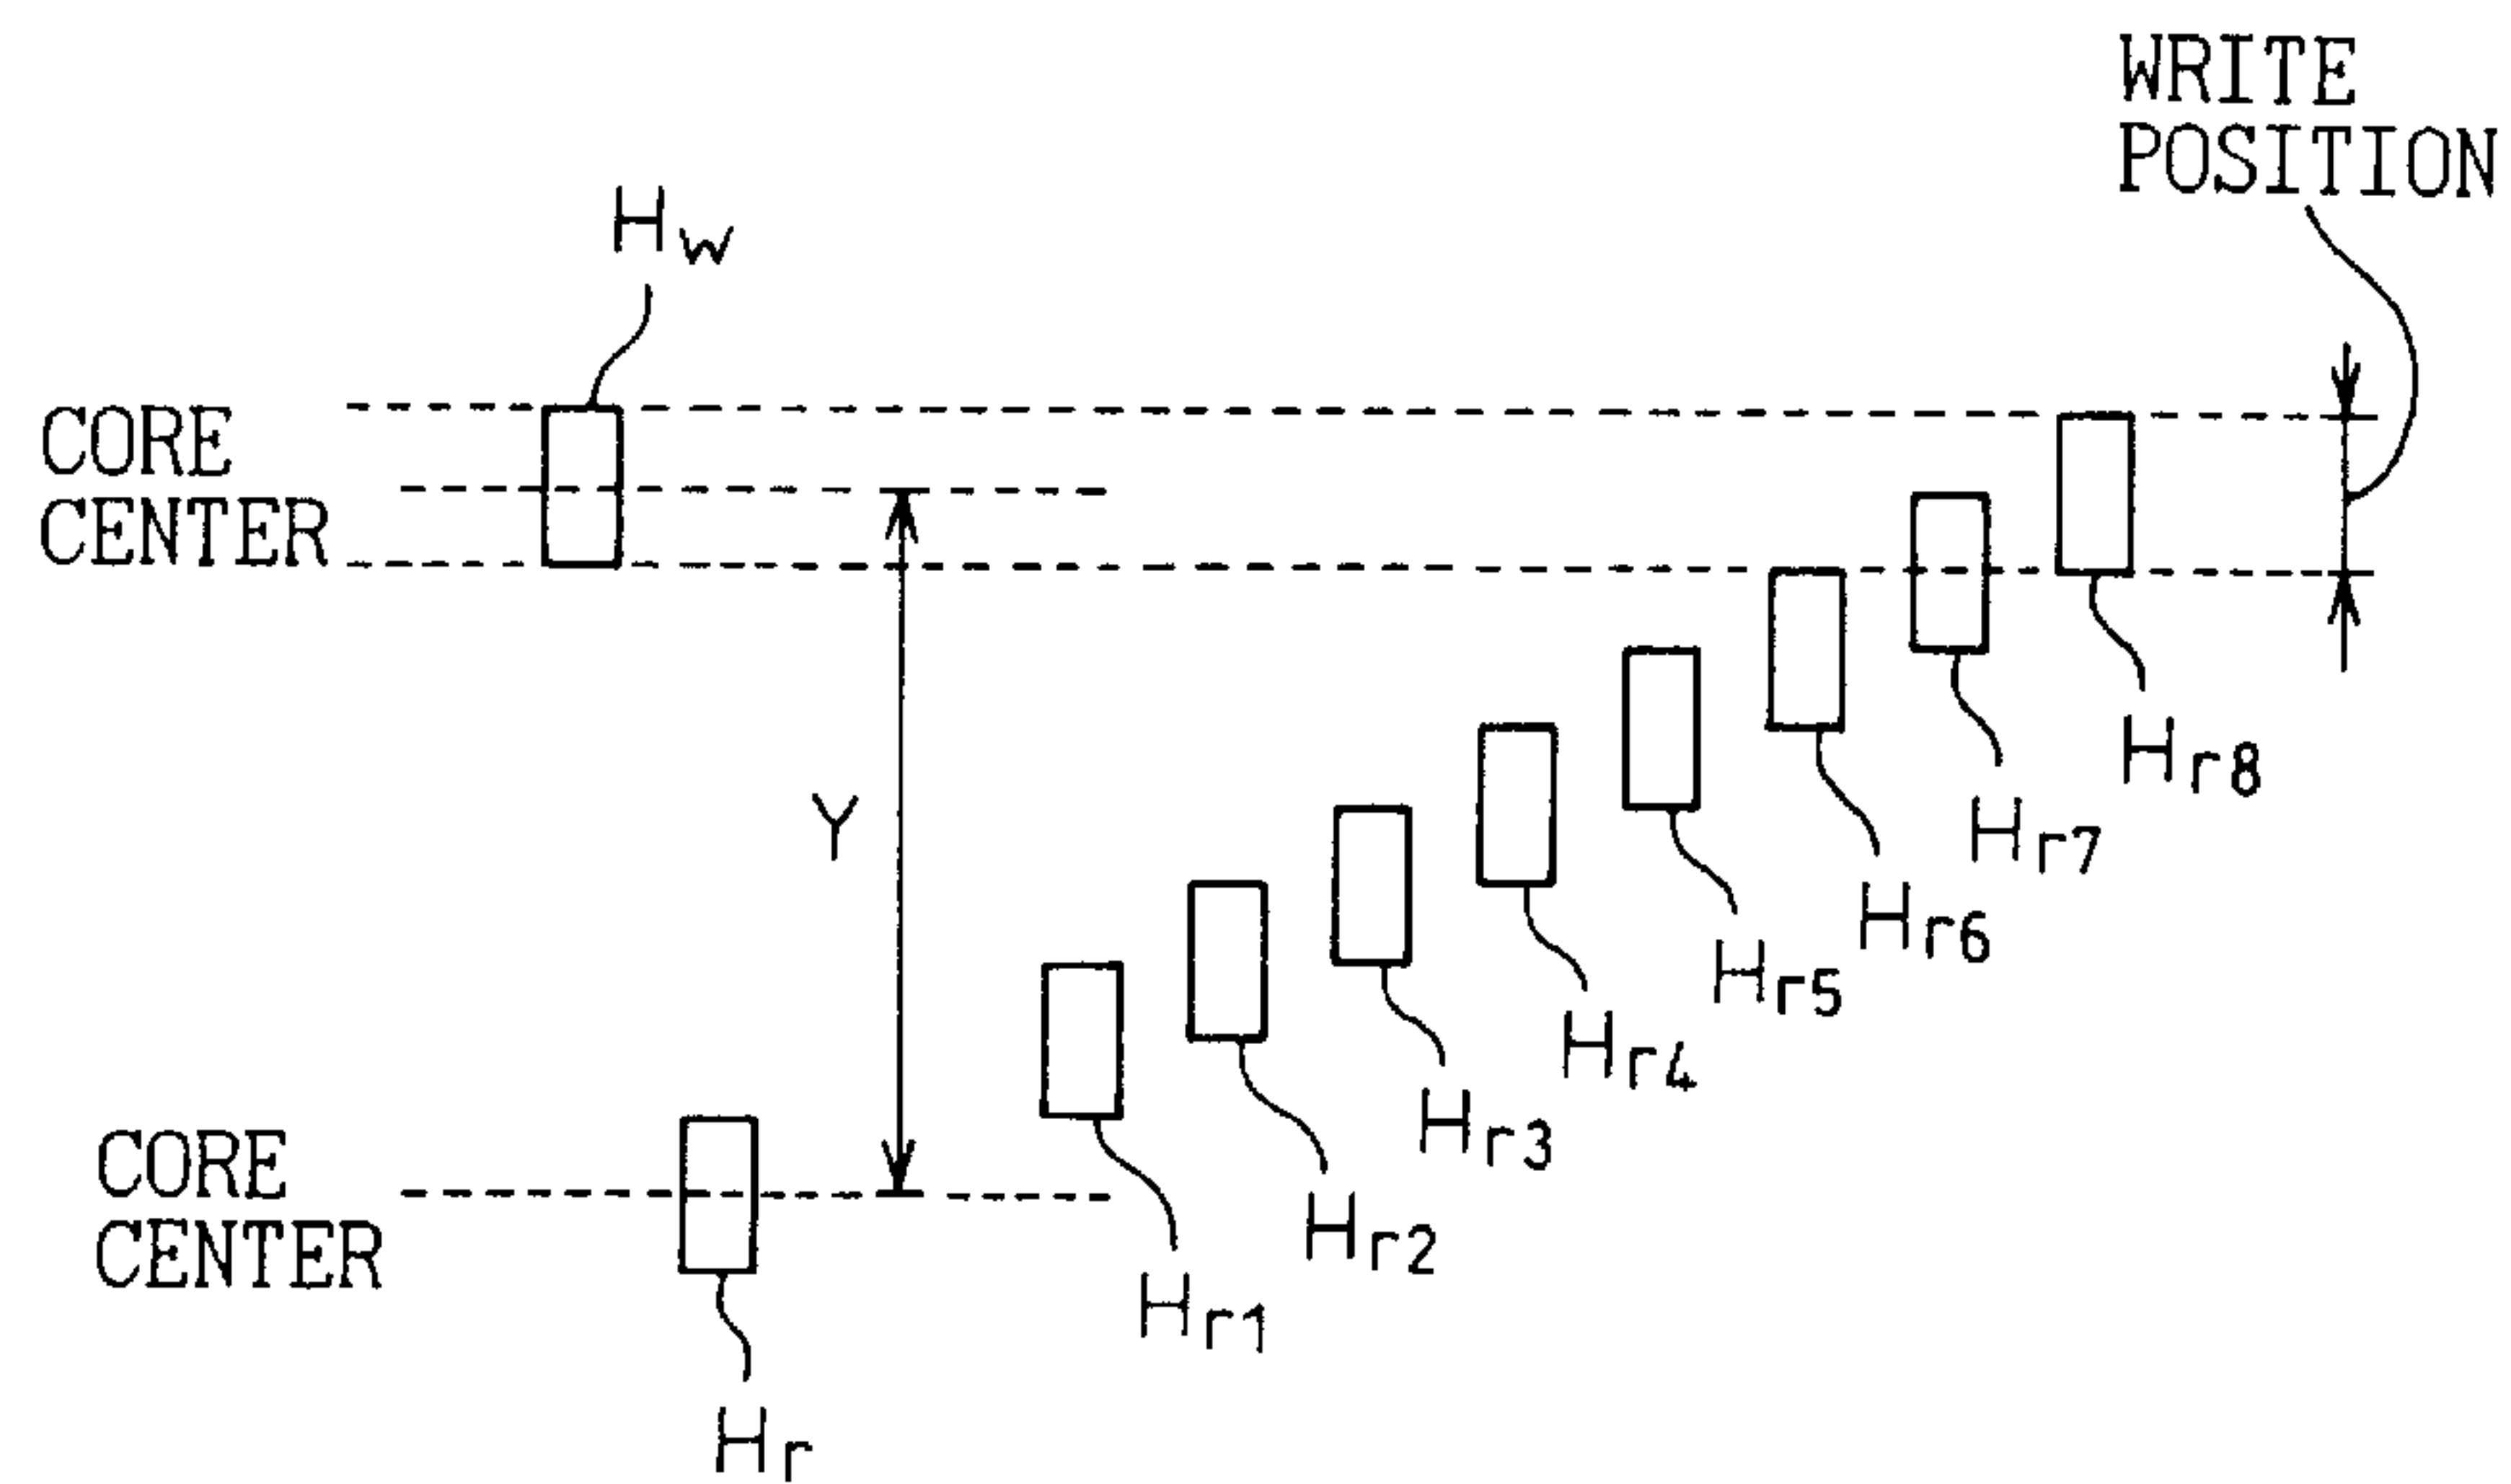 WRITE
POSITION
Hw
CORE
CENTER
Y
Hr8
Hr7
Hr6
Hr5
Hr4
Hr3
Hr2
Hr1
CORE
CENTER
Hr